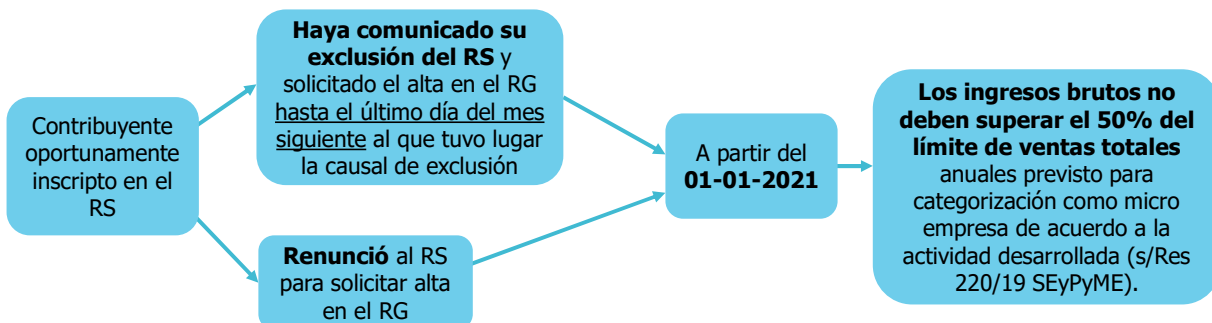 Contribuyente
oportunamente
inscripto en el
RS
Haya comunicado su
exclusión del RS y
solicitado el alta en el RG
hasta el último día del mes
siguiente al que tuvo lugar
la causal de exclusión
Renunció al RS
para solicitar alta
en el RG
A partir del
01-01-2021
Los ingresos brutos no
deben superar el 50% del
límite de ventas totales
anuales previsto para
categorización como micro
empresa de acuerdo a la
actividad desarrollada (s/Res
220/19 SEyPyME).